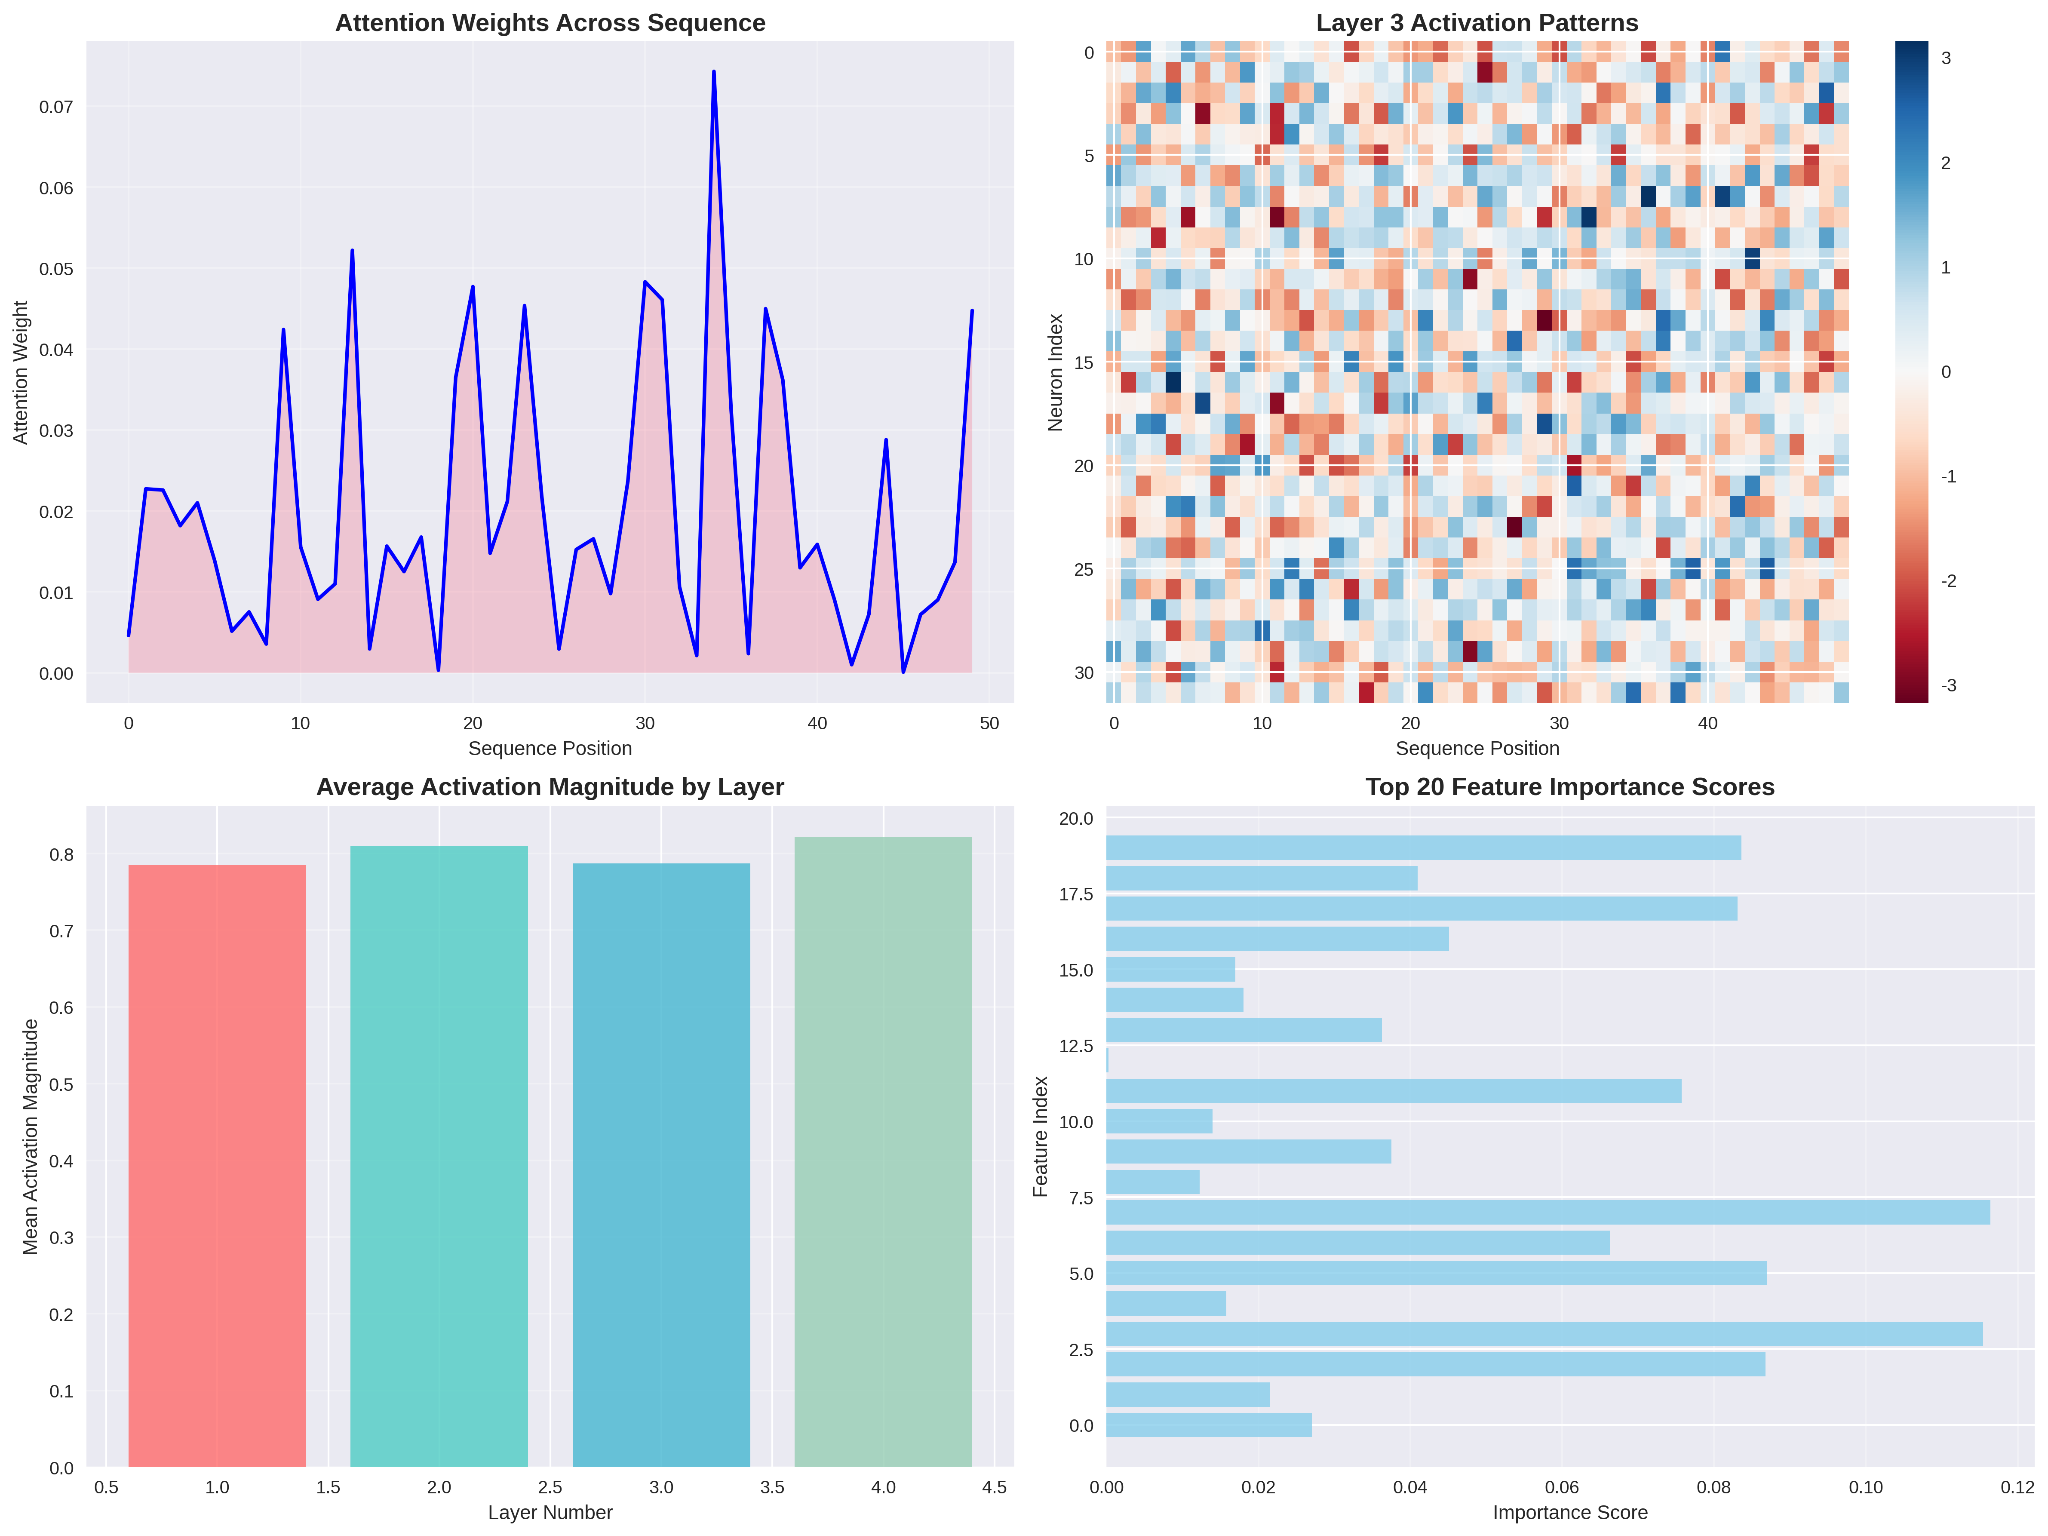 Attention Weights Across Sequence
0.07
0.06
0.05
0.04
0.03
0.02
0.01
0.00
Attention Weight
0 10 20 30 40 50
Sequence Position
Layer 3 Activation Patterns
0
5
10
15
20
25
30
Neuron Index
0 10 20 30 40
Sequence Position
3
2
1
0
-1
-2
-3
Average Activation Magnitude by Layer
0.8
0.7
0.6
0.5
0.4
0.3
0.2
0.1
0.0
Mean Activation Magnitude
0.5 1.0 1.5 2.0 2.5 3.0 3.5 4.0 4.5
Layer Number
Top 20 Feature Importance Scores
20.0
17.5
15.0
12.5
10.0
7.5
5.0
2.5
0.0
Feature Index
0.00 0.02 0.04 0.06 0.08 0.10 0.12
Importance Score